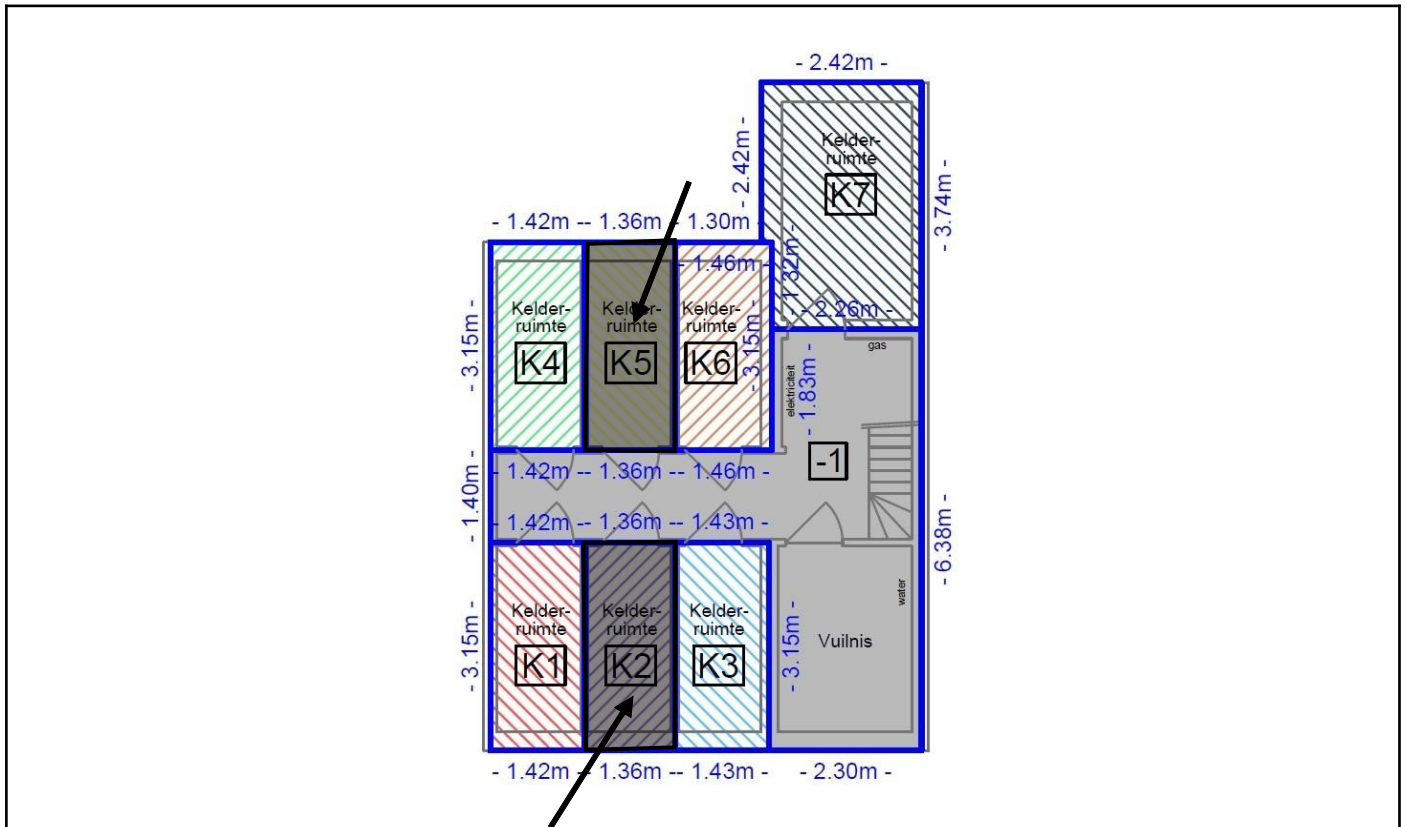 - 2.42m -
Kelder-
ruimte
K7
- 2.42m -
- 3.74m -
- 1.42m -- 1.36m -- 1.30m -
- 1.46m -
- 1.32m -
- 2.26m -
Kelder-
ruimte
K4
Kelder-
ruimte
K5
Kelder-
ruimte
K6
- 3.15m -
- 3.15m -
gas
elektriciteit
- 1.83m -
-1
- 1.42m -- 1.36m -- 1.46m -
- 1.40m -
- 1.42m -- 1.36m -- 1.43m -
- 6.38m -
Kelder-
ruimte
K1
Kelder-
ruimte
K2
Kelder-
ruimte
K3
- 3.15m -
- 3.15m -
water
Vuilnis
- 1.42m -- 1.36m -- 1.43m -
- 2.30m -